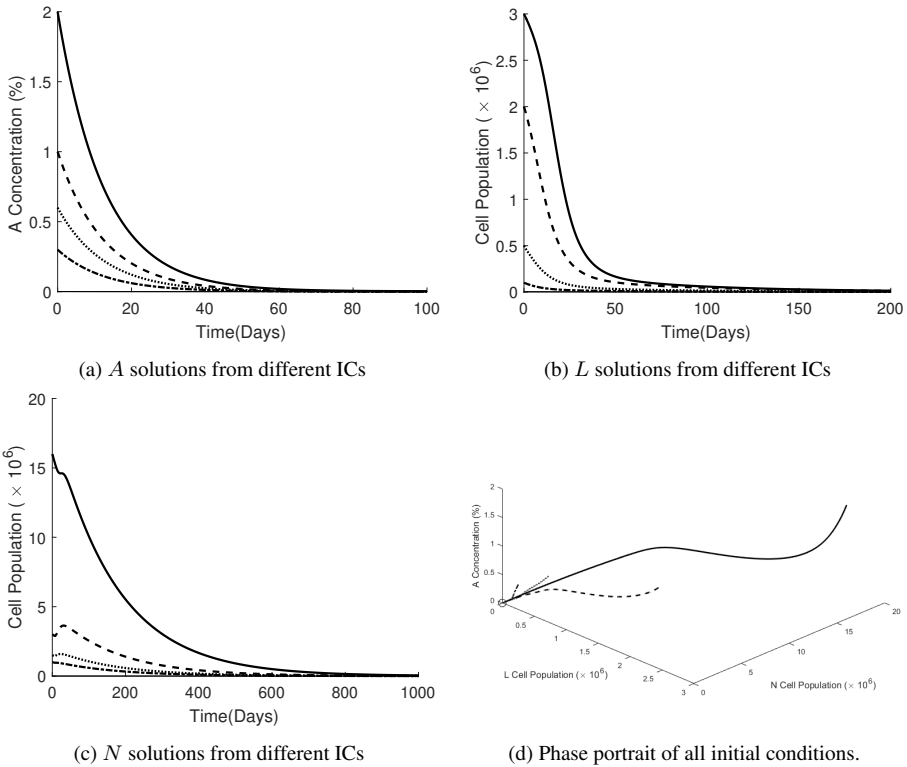 2
1.5
1
0.5
0
A Concentration (%)
0 20 40 60 80 100
Time(Days)
(a) A solutions from different ICs
3
2.5
2
1.5
1
0.5
0
Cell Population ( × 10^6)
0 50 100 150 200
Time(Days)
(b) L solutions from different ICs
20
15
10
5
0
Cell Population ( × 10^6)
0 200 400 600 800 1000
Time(Days)
(c) N solutions from different ICs
2
1.5
1
0.5
0
A Concentration (%)
0
0.5
1
1.5
2
2.5
3
L Cell Population (× 10^6)
0
5
10
15
20
N Cell Population (× 10^6)
(d) Phase portrait of all initial conditions.